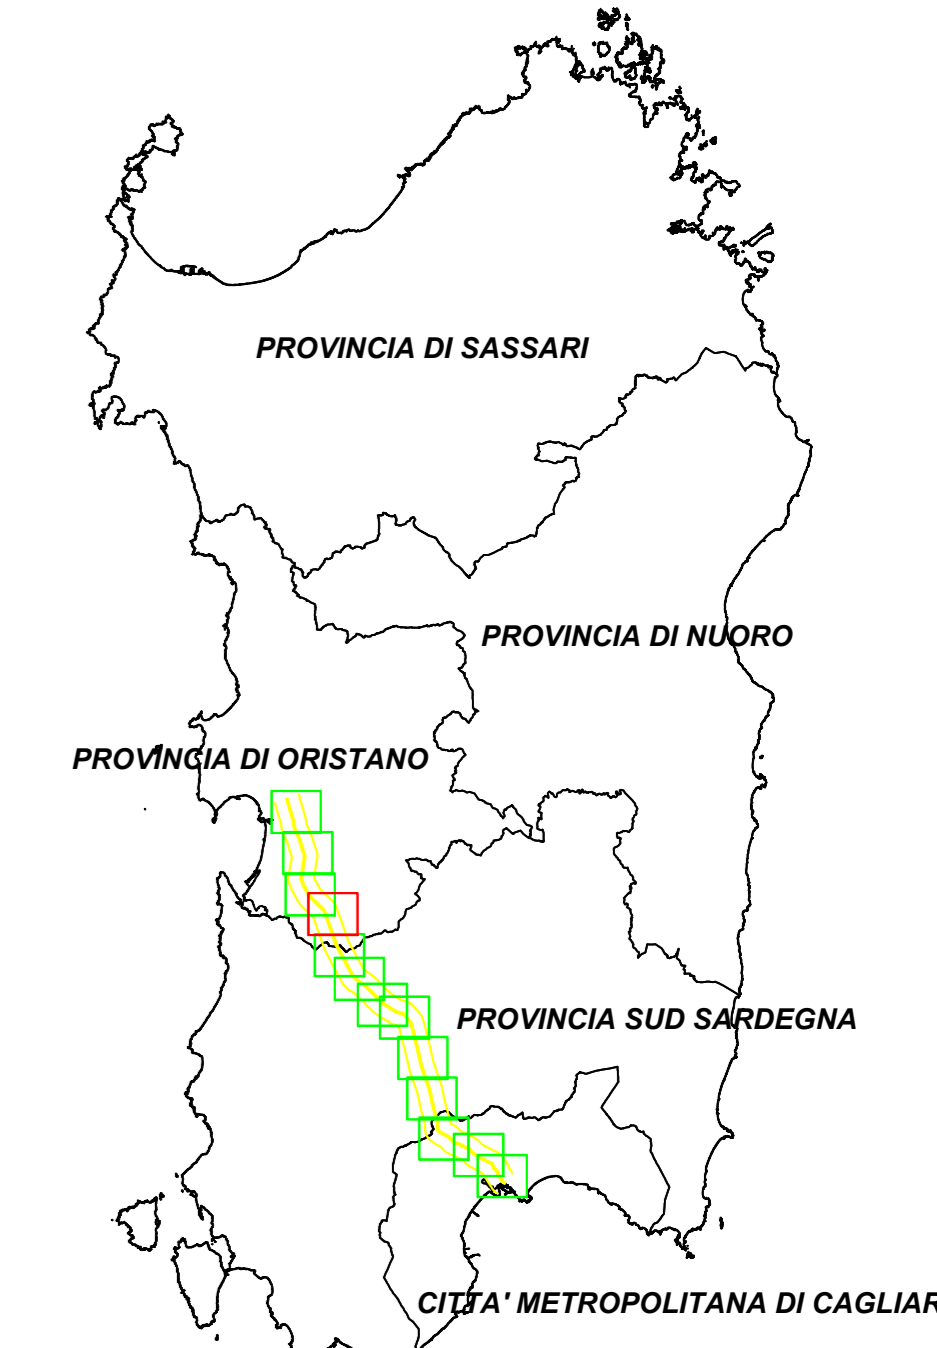 PROVINCIA DI SASSARI
PROVINCIA DI NUORO
PROVINCIA DI ORISTANO
PROVINCIA SUD SARDEGNA
CITTA' METROPOLITANA DI CAGLIAR